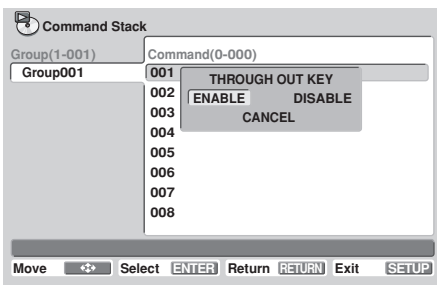 Command Stack
Group(1-001) Command(0-000)
Group001 001
THROUGH OUT KEY
002
ENABLE DISABLE
003
CANCEL
004
005
006
007
008
Move Select ENTER Return RETURN Exit SETUP